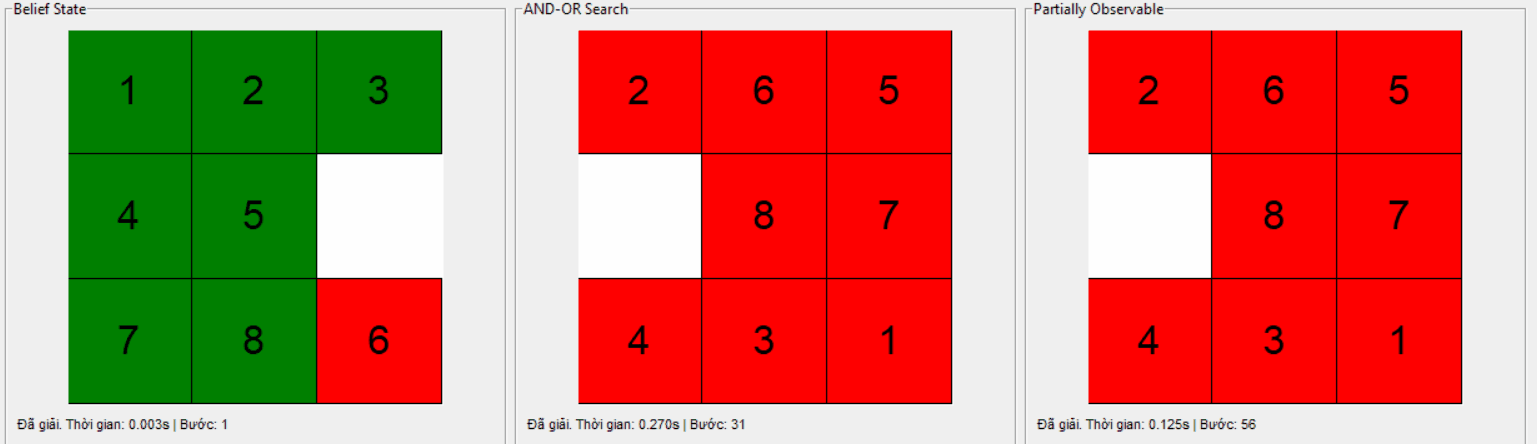 Belief State
1 2 3
4 5
7 8 6
Đã giải. Thời gian: 0.003s | Bước: 1
AND-OR Search
2 6 5
8 7
4 3 1
Đã giải. Thời gian: 0.270s | Bước: 31
Partially Observable
2 6 5
8 7
4 3 1
Đã giải. Thời gian: 0.125s | Bước: 56